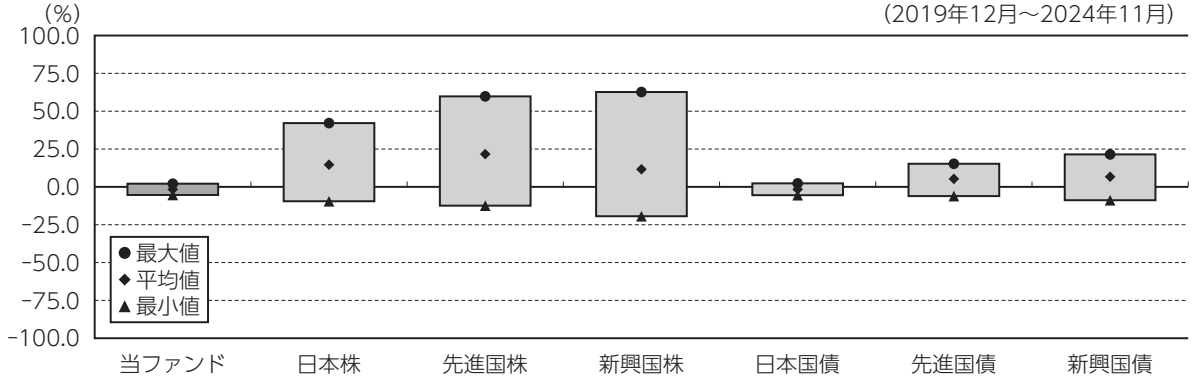 (%)
(2019年12月～2024年11月)
100.0
75.0
50.0
25.0
0.0
-25.0
-50.0
-75.0
-100.0
●最大値
◆平均値
▲最小値
当ファンド 日本株 先進国株 新興国株 日本国債 先進国債 新興国債